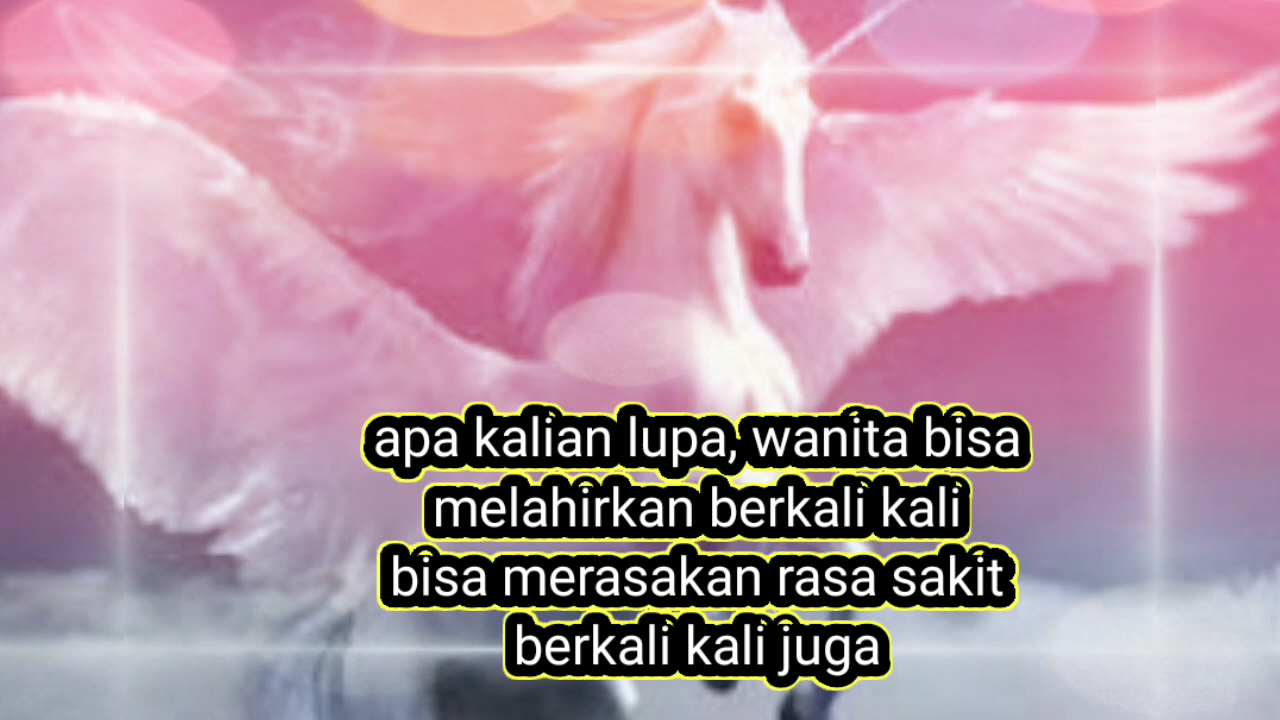 apa kalian lupa, wanita bisa
melahirkan berkali kali
bisa merasakan rasa sakit
berkali kali juga